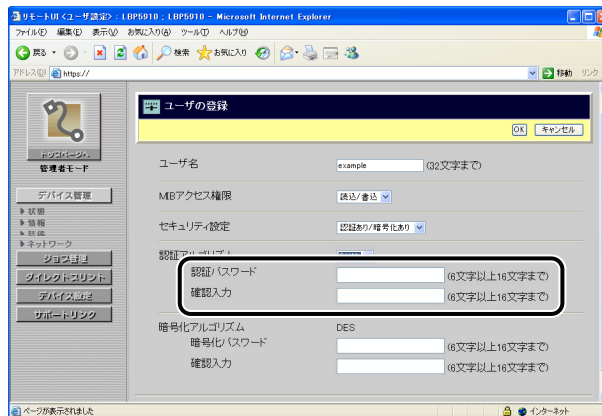 リモートUI <ユーザ設定> : LBP5910 ; LBP5910 - Microsoft Internet Explorer
ファイル(F) 編集(E) 表示(V) お気に入り(A) ツール(T) ヘルプ(H)
戻る 検索 お気に入り
アドレス(D) https:// 移動 リンク
ユーザの登録
OK キャンセル
トップページへ
管理者モード
デバイス管理
状態
情報
ネットワーク
ジョブ管理
ダイレクトプリント
デバイス設定
サポートリンク
ユーザ名 example (32文字まで)
MIBアクセス権限 読込/書込
セキュリティ設定 認証あり/暗号化あり
認証アルゴリズム
認証パスワード (6文字以上16文字まで)
確認入力 (6文字以上16文字まで)
暗号化アルゴリズム DES
暗号化パスワード (6文字以上16文字まで)
確認入力 (6文字以上16文字まで)
ページが表示されました インターネット